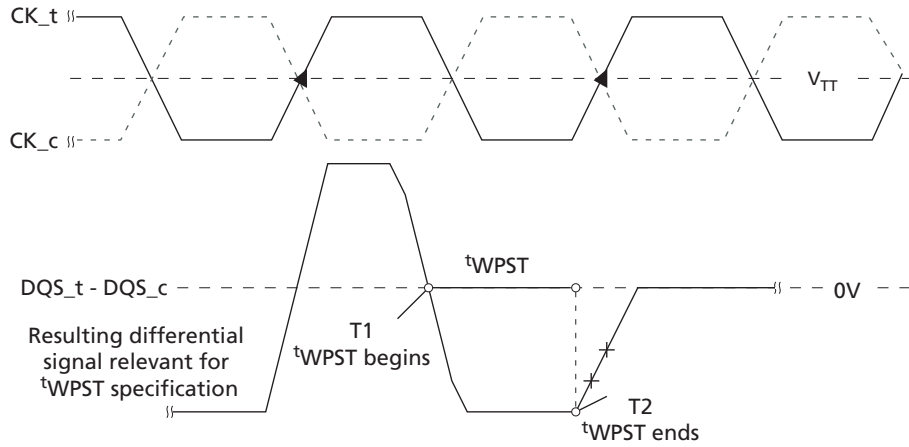 CK_t
V_TT
CK_c
ᵗWPST
DQS_t - DQS_c
0V
Resulting differential
signal relevant for
ᵗWPST specification
T1
ᵗWPST begins
T2
ᵗWPST ends